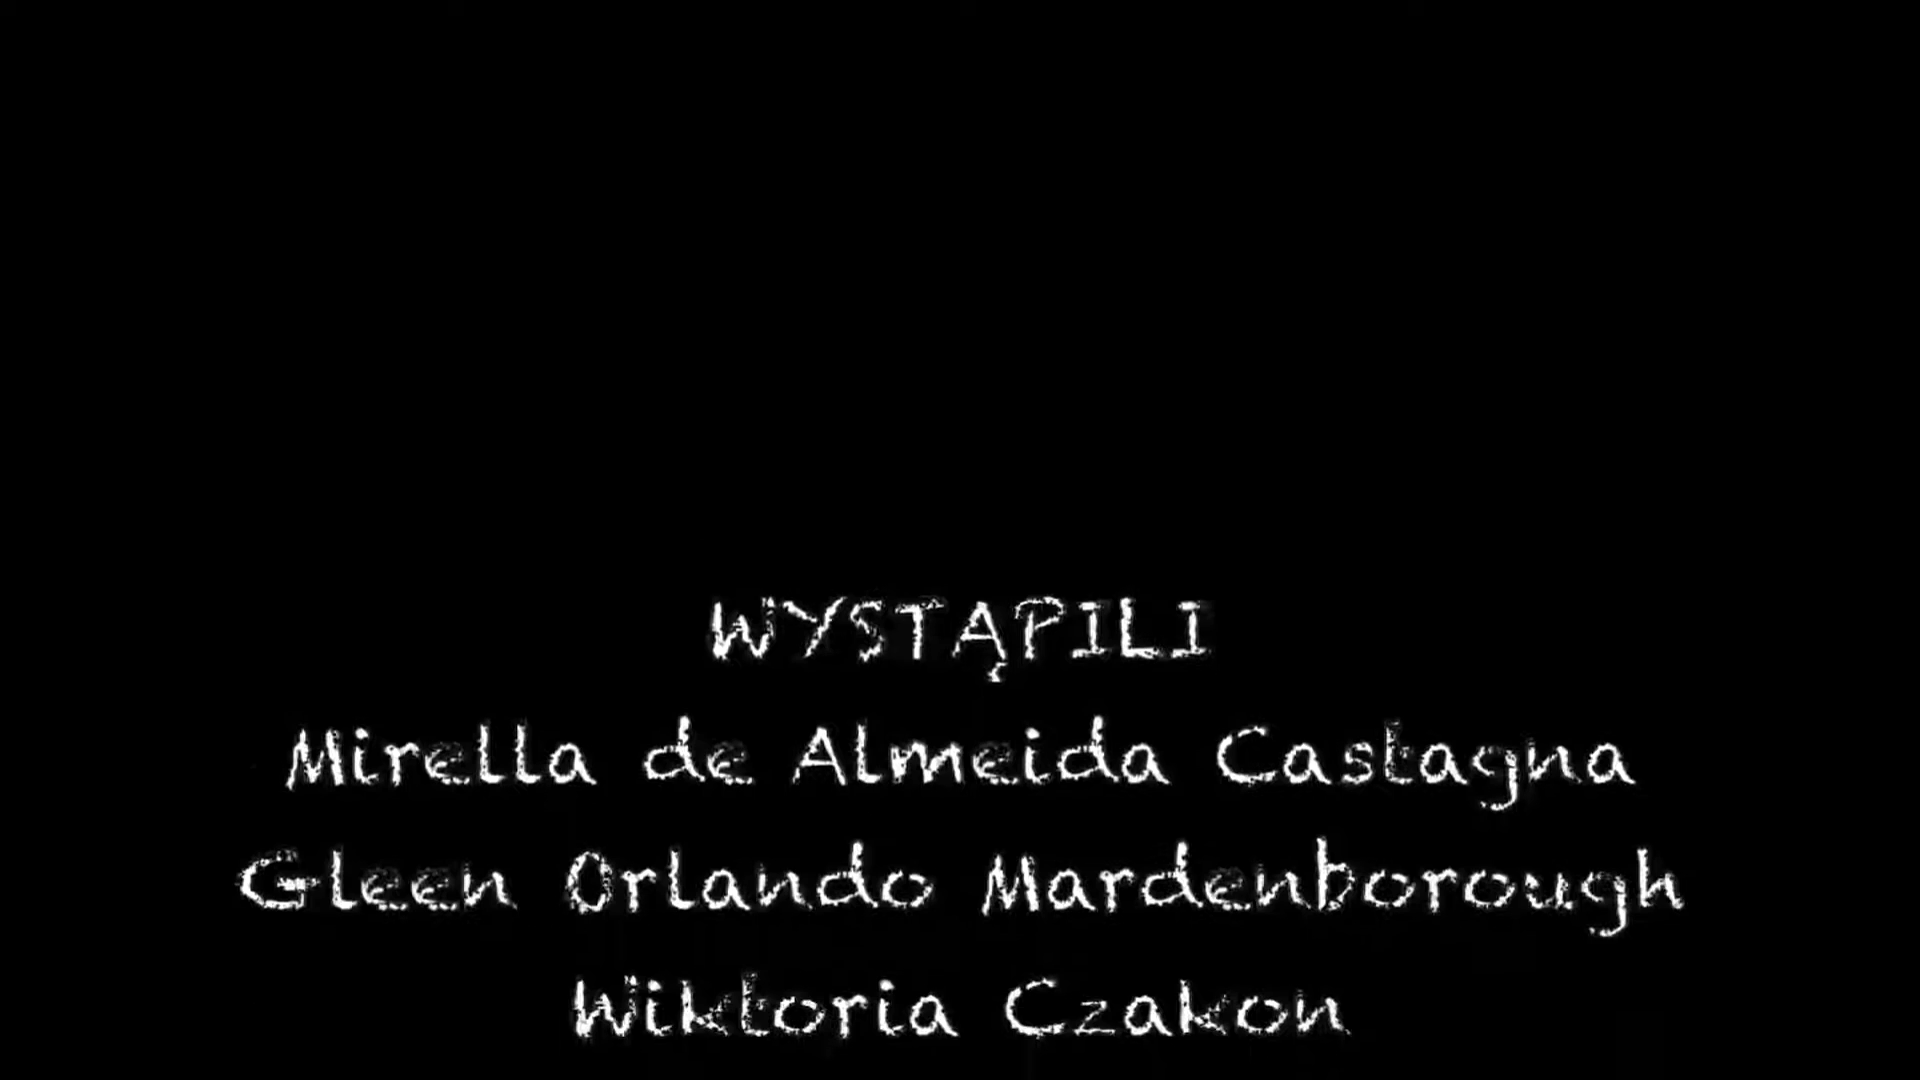 WYSTĄPILI
Mirella de Almeida Castagna
Gleen Orlando Mardenborough
Wiktoria Czakon